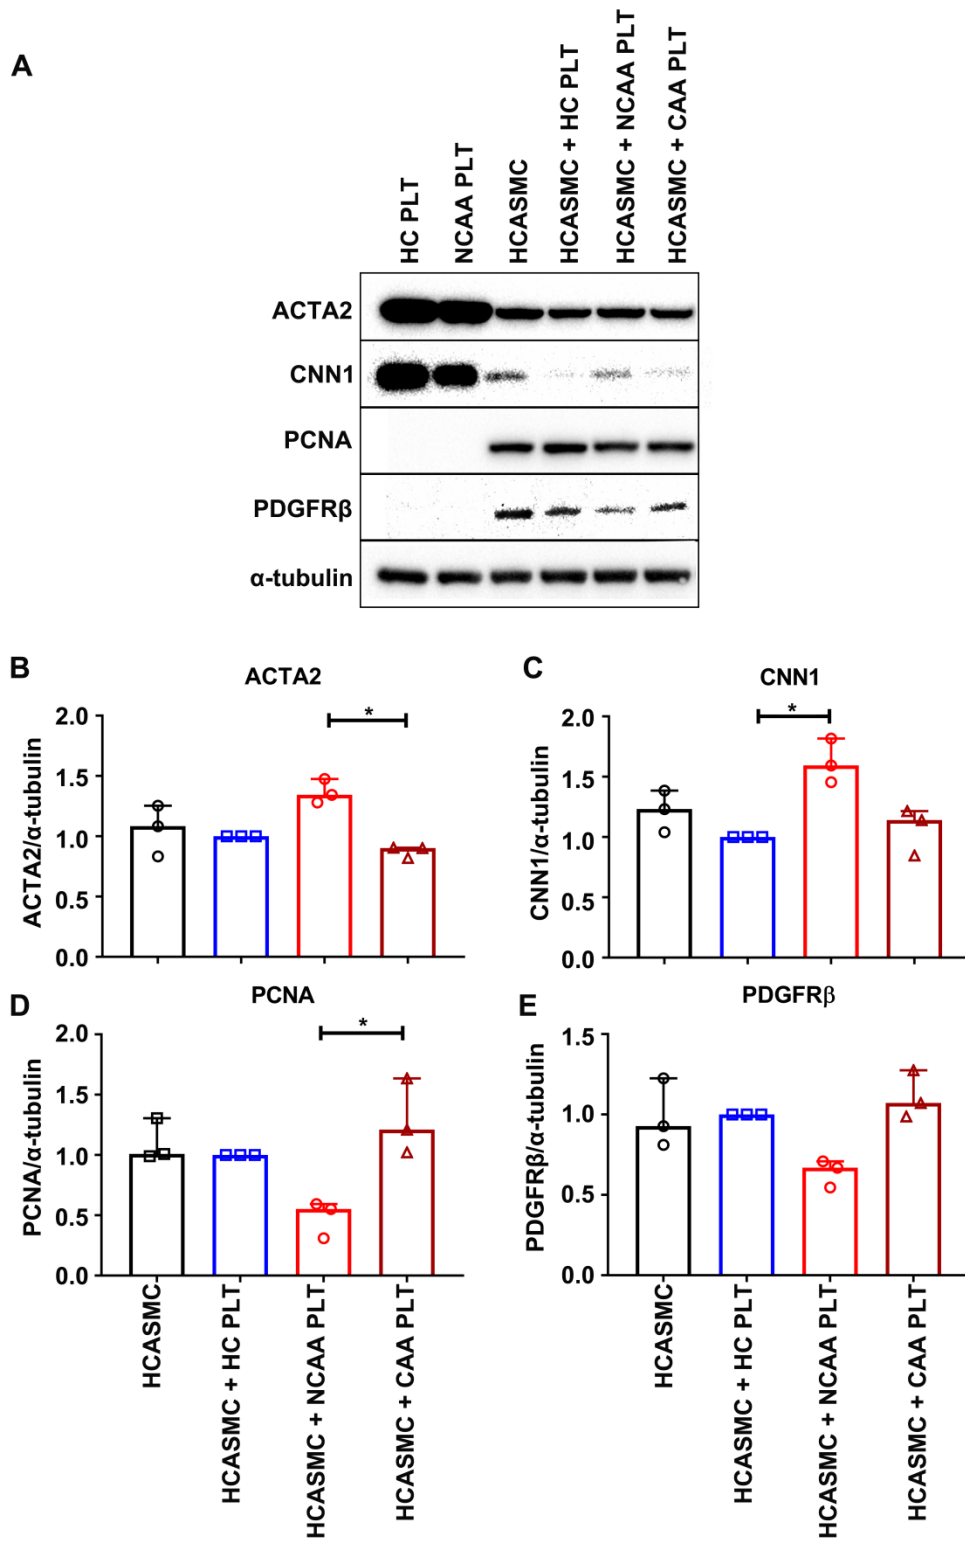 A
HC PLT
NCAA PLT
HCASMC
HCASMC + HC PLT
HCASMC + NCAA PLT
HCASMC + CAA PLT
ACTA2
CNN1
PCNA
PDGFRβ
α-tubulin
B
ACTA2
ACTA2/α-tubulin
2.0
1.5
1.0
0.5
0.0
*
C
CNN1
CNN1/α-tubulin
2.0
1.5
1.0
0.5
0.0
*
D
PCNA
PCNA/α-tubulin
2.0
1.5
1.0
0.5
0.0
*
HCASMC
HCASMC + HC PLT
HCASMC + NCAA PLT
HCASMC + CAA PLT
E
PDGFRβ
PDGFRβ/α-tubulin
1.5
1.0
0.5
0.0
HCASMC
HCASMC + HC PLT
HCASMC + NCAA PLT
HCASMC + CAA PLT